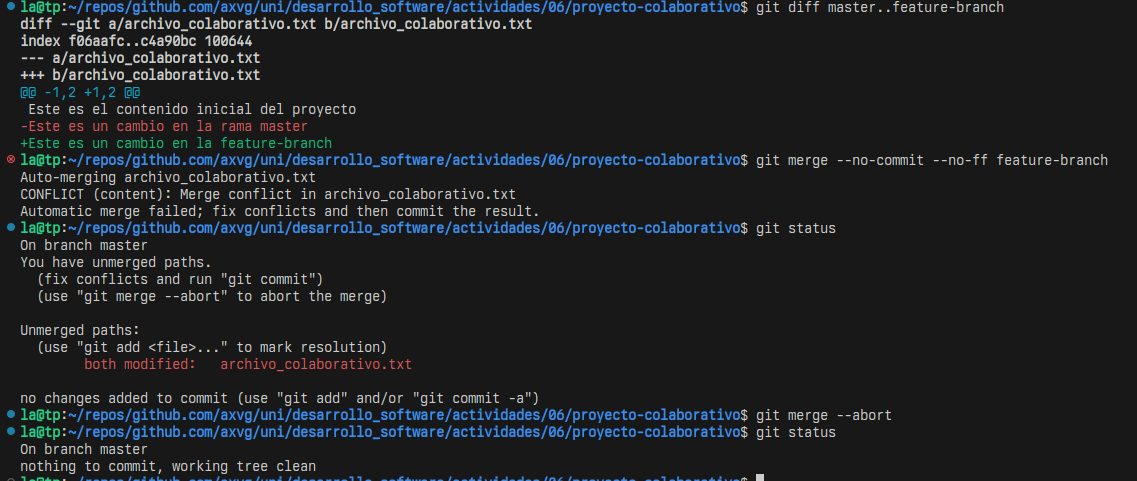 la@tp:~/repos/github.com/axvg/uni/desarrollo_software/actividades/06/proyecto-colaborativo$ git diff master..feature-branch
diff --git a/archivo_colaborativo.txt b/archivo_colaborativo.txt
index f06aafc..c4a90bc 100644
--- a/archivo_colaborativo.txt
+++ b/archivo_colaborativo.txt
@@ -1,2 +1,2 @@
 Este es el contenido inicial del proyecto
-Este es un cambio en la rama master
+Este es un cambio en la feature-branch
la@tp:~/repos/github.com/axvg/uni/desarrollo_software/actividades/06/proyecto-colaborativo$ git merge --no-commit --no-ff feature-branch
Auto-merging archivo_colaborativo.txt
CONFLICT (content): Merge conflict in archivo_colaborativo.txt
Automatic merge failed; fix conflicts and then commit the result.
la@tp:~/repos/github.com/axvg/uni/desarrollo_software/actividades/06/proyecto-colaborativo$ git status
On branch master
You have unmerged paths.
  (fix conflicts and run "git commit")
  (use "git merge --abort" to abort the merge)

Unmerged paths:
  (use "git add <file>..." to mark resolution)
        both modified:   archivo_colaborativo.txt

no changes added to commit (use "git add" and/or "git commit -a")
la@tp:~/repos/github.com/axvg/uni/desarrollo_software/actividades/06/proyecto-colaborativo$ git merge --abort
la@tp:~/repos/github.com/axvg/uni/desarrollo_software/actividades/06/proyecto-colaborativo$ git status
On branch master
nothing to commit, working tree clean
la@tp:~/repos/github.com/axvg/uni/desarrollo_software/actividades/06/proyecto-colaborativo$